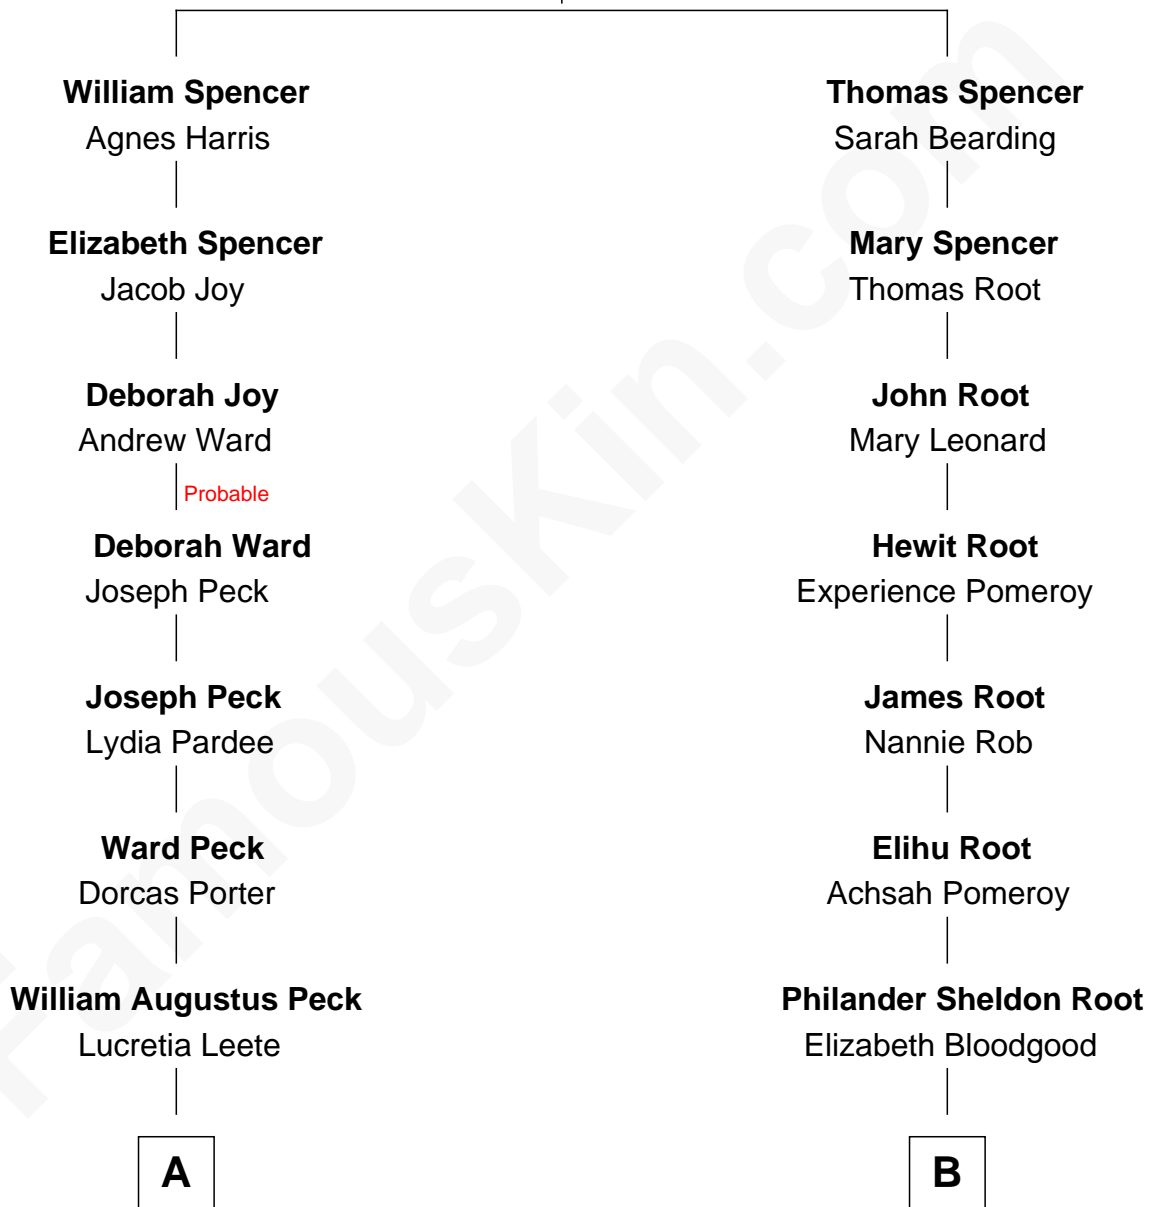 William Spencer
Agnes Harris
Elizabeth Spencer
Jacob Joy
Deborah Joy
Andrew Ward
Probable
Deborah Ward
Joseph Peck
Joseph Peck
Lydia Pardee
Ward Peck
Dorcas Porter
William Augustus Peck
Lucretia Leete
A
Thomas Spencer
Sarah Bearding
Mary Spencer
Thomas Root
John Root
Mary Leonard
Hewit Root
Experience Pomeroy
James Root
Nannie Rob
Elihu Root
Achsah Pomeroy
Philander Sheldon Root
Elizabeth Bloodgood
B
FamousKin.com